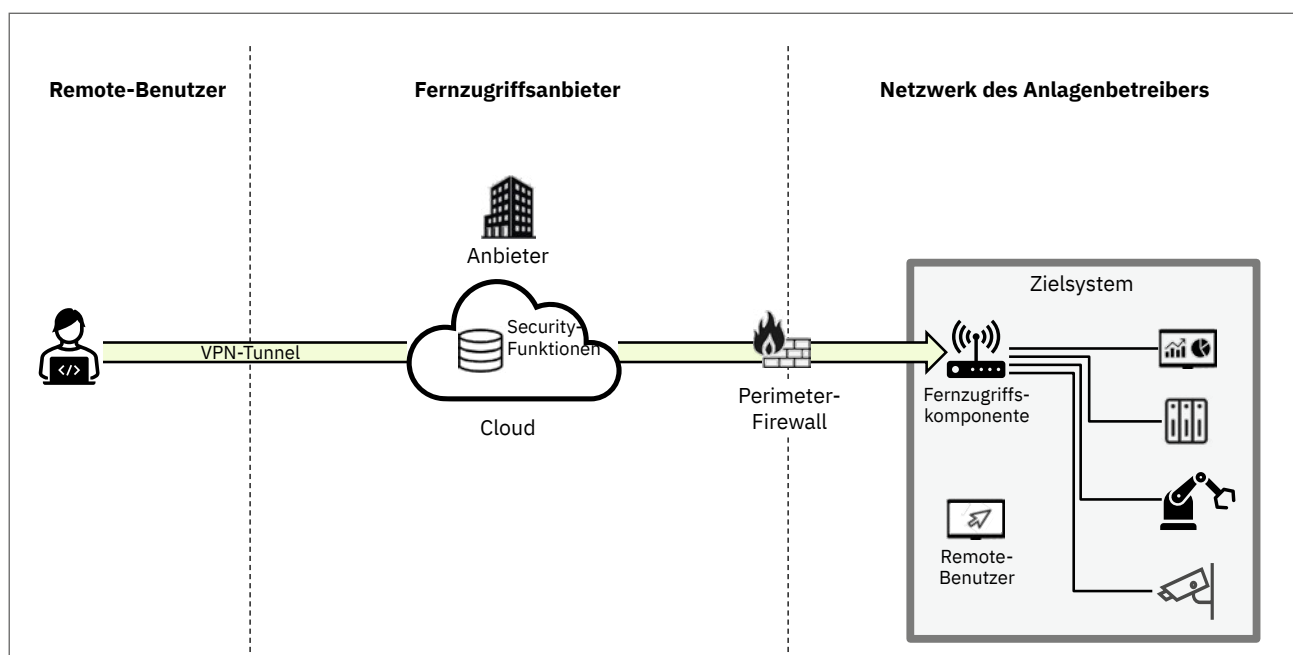 Remote-Benutzer
Fernzugriffsanbieter
Netzwerk des Anlagenbetreibers
Anbieter
Zielsystem
VPN-Tunnel
Security-
Funktionen
Cloud
Perimeter-
Firewall
Fernzugriffs-
komponente
Remote-
Benutzer